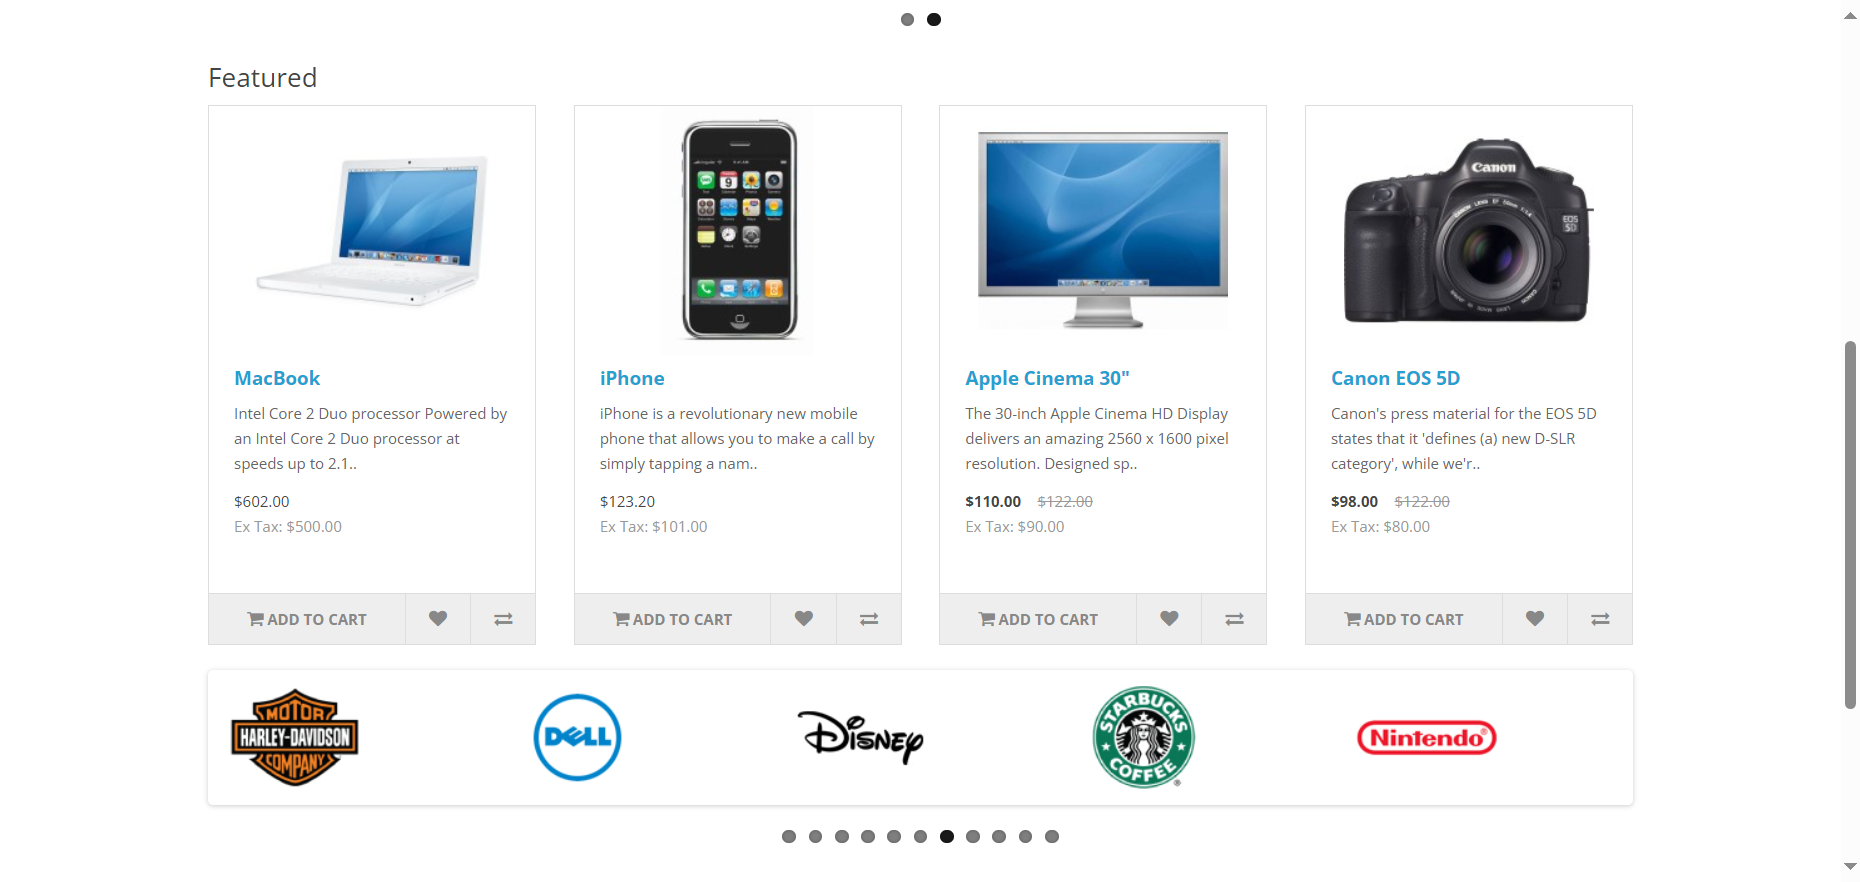 Featured
MacBook
Intel Core 2 Duo processor Powered by
an Intel Core 2 Duo processor at
speeds up to 2.1..
$602.00
Ex Tax: $500.00
ADD TO CART
iPhone
iPhone is a revolutionary new mobile
phone that allows you to make a call by
simply tapping a nam..
$123.20
Ex Tax: $101.00
ADD TO CART
Apple Cinema 30"
The 30-inch Apple Cinema HD Display
delivers an amazing 2560 x 1600 pixel
resolution. Designed sp..
$110.00 $122.00
Ex Tax: $90.00
ADD TO CART
Canon
EOS
5D
Canon EOS 5D
Canon's press material for the EOS 5D
states that it 'defines (a) new D-SLR
category', while we'r..
$98.00 $122.00
Ex Tax: $80.00
ADD TO CART
MOTOR
HARLEY-DAVIDSON
COMPANY
DELL
Disney
STARBUCKS
COFFEE
®
Nintendo®